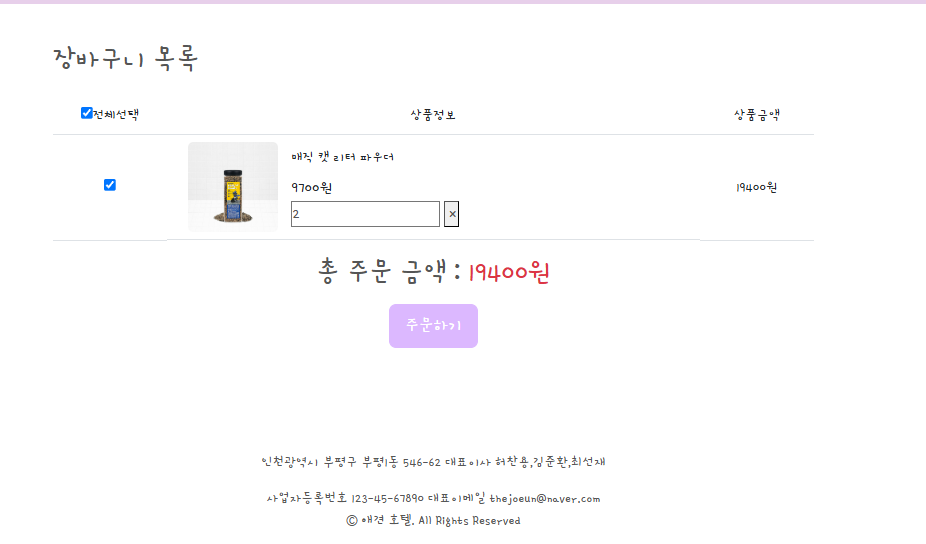 장바구니 목록
전체선택 상품정보 상품금액
매직 캣 리터 파우더
9700원
19400원
2 ×
총 주문 금액 : 19400원
주문하기
인천광역시 부평구 부평1동 546-62 대표이사 허찬용,김준환,최선재
사업자등록번호 123-45-67890 대표이메일 thejoeun@naver.com
© 애견 호텔. All Rights Reserved